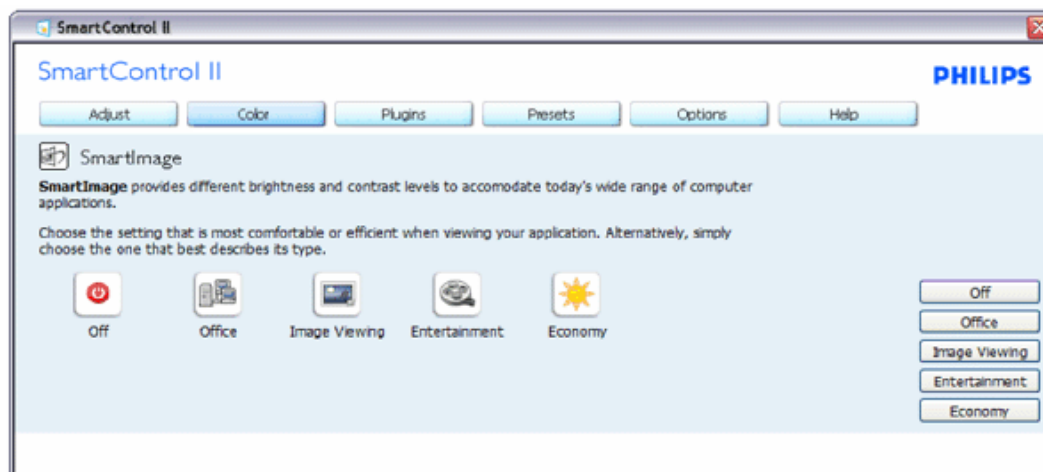 SmartControl II
SmartControl II
PHILIPS
Adjust Color Plugins Presets Options Help
SmartImage
SmartImage provides different brightness and contrast levels to accomodate today's wide range of computer
applications.
Choose the setting that is most comfortable or efficient when viewing your application. Alternatively, simply
choose the one that best describes its type.
Off Office Image Viewing Entertainment Economy
Off
Office
Image Viewing
Entertainment
Economy